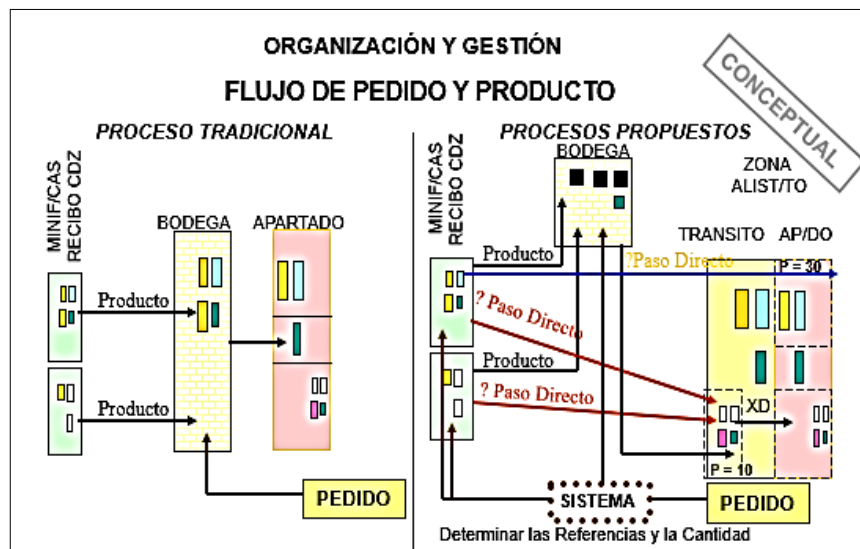 ORGANIZACIÓN Y GESTIÓN
FLUJO DE PEDIDO Y PRODUCTO
CONCEPTUAL
PROCESO TRADICIONAL
MINIF/CAS
RECIBO CDZ
BODEGA
APARTADO
Producto
Producto
PEDIDO
PROCESOS PROPUESTOS
BODEGA
ZONA
ALIST/TO
MINIF/CAS
RECIBO CDZ
TRANSITO
AP/DO
Producto
?Paso Directo
P = 30
? Paso Directo
Producto
? Paso Directo
XD
P = 10
SISTEMA
PEDIDO
Determinar las Referencias y la Cantidad